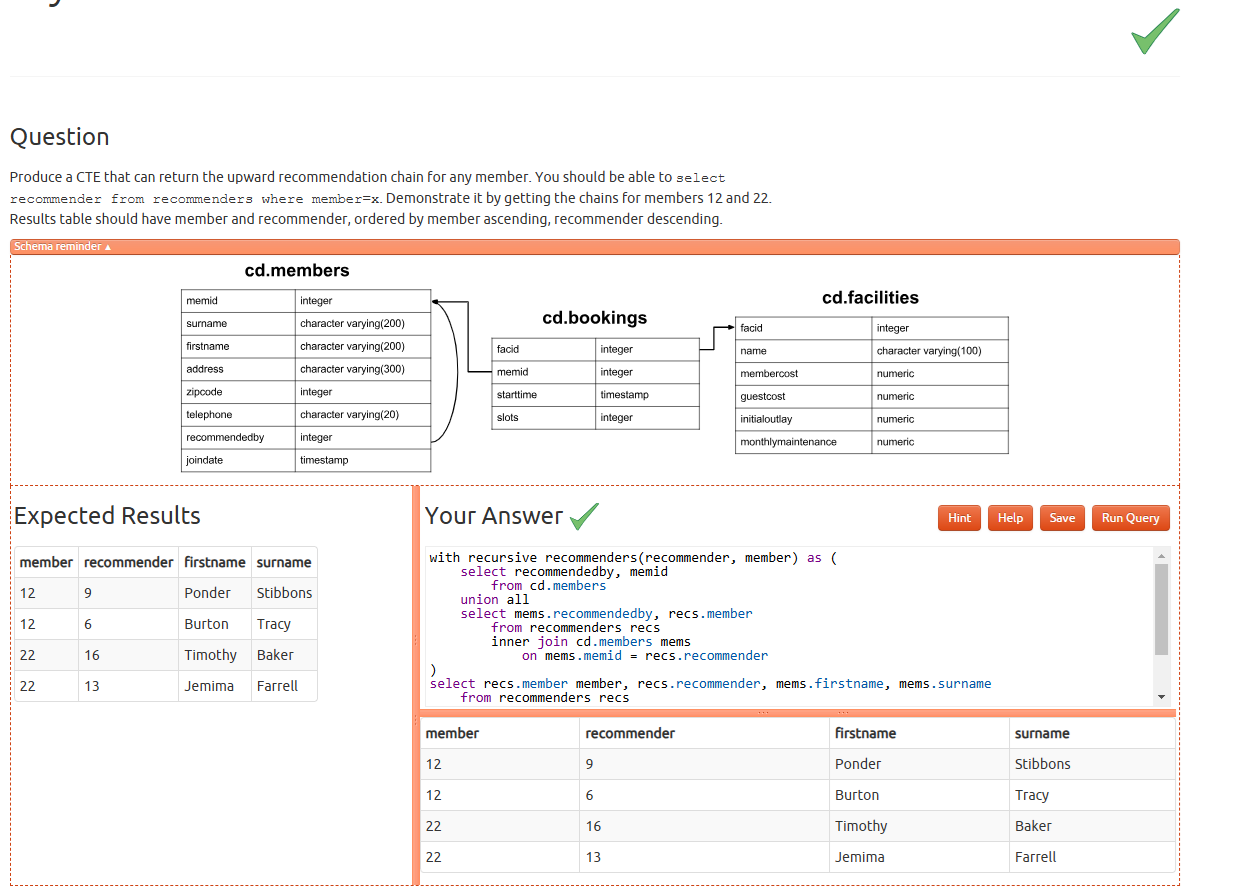 Question
Produce a CTE that can return the upward recommendation chain for any member. You should be able to select
recommender from recommenders where member=x. Demonstrate it by getting the chains for members 12 and 22.
Results table should have member and recommender, ordered by member ascending, recommender descending.
Schema reminder ▴
cd.members
memid integer
surname character varying(200)
firstname character varying(200)
address character varying(300)
zipcode integer
telephone character varying(20)
recommendedby integer
joindate timestamp
cd.bookings
facid integer
memid integer
starttime timestamp
slots integer
cd.facilities
facid integer
name character varying(100)
membercost numeric
guestcost numeric
initialoutlay numeric
monthlymaintenance numeric
Expected Results
member recommender firstname surname
12 9 Ponder Stibbons
12 6 Burton Tracy
22 16 Timothy Baker
22 13 Jemima Farrell
Your Answer
Hint Help Save Run Query
with recursive recommenders(recommender, member) as (
select recommendedby, memid
from cd.members
union all
select mems.recommendedby, recs.member
from recommenders recs
inner join cd.members mems
on mems.memid = recs.recommender
)
select recs.member member, recs.recommender, mems.firstname, mems.surname
from recommenders recs
member recommender firstname surname
12 9 Ponder Stibbons
12 6 Burton Tracy
22 16 Timothy Baker
22 13 Jemima Farrell